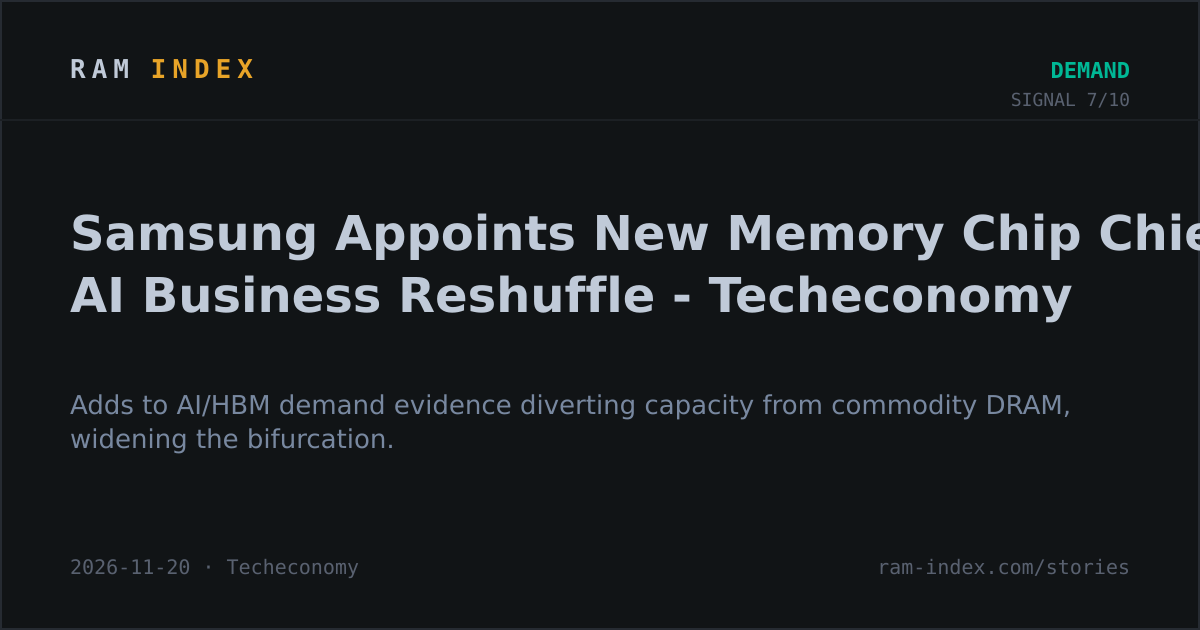 RAM INDEX
DEMAND
SIGNAL 7/10
Samsung Appoints New Memory Chip Chie
AI Business Reshuffle - Techeconomy
Adds to AI/HBM demand evidence diverting capacity from commodity DRAM,
widening the bifurcation.
2026-11-20 · Techeconomy
ram-index.com/stories